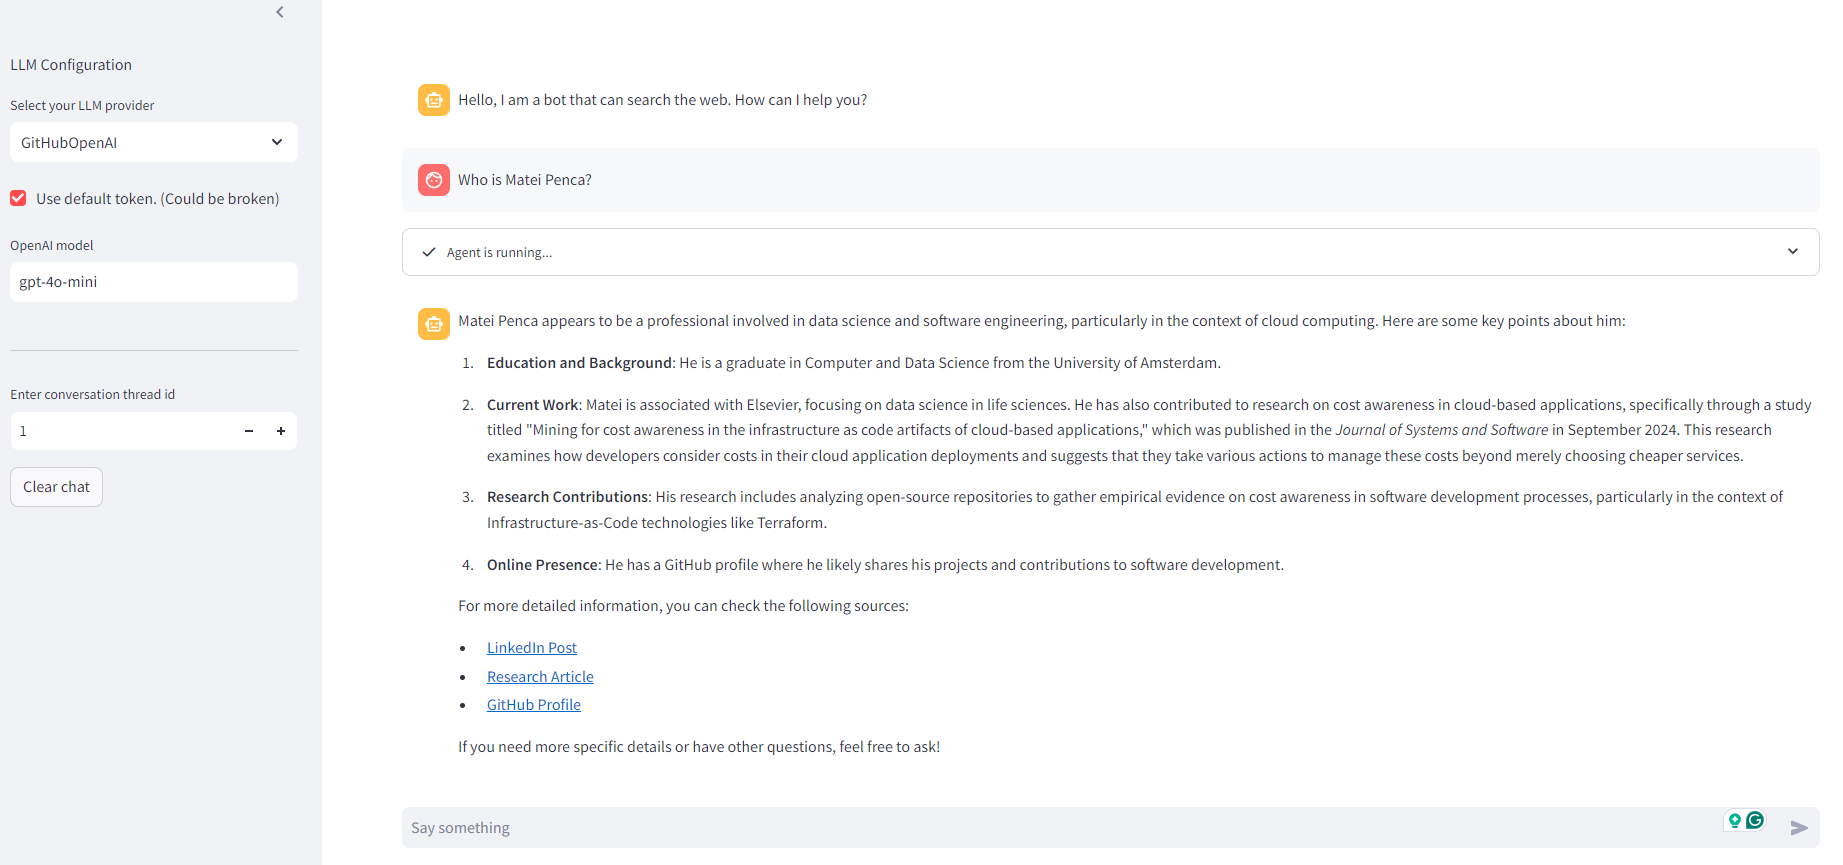 LLM Configuration
Select your LLM provider
GitHubOpenAI
Use default token. (Could be broken)
OpenAI model
gpt-4o-mini
Enter conversation thread id
1
Clear chat
Hello, I am a bot that can search the web. How can I help you?
Who is Matei Penca?
Agent is running...
Matei Penca appears to be a professional involved in data science and software engineering, particularly in the context of cloud computing. Here are some key points about him:
1. Education and Background: He is a graduate in Computer and Data Science from the University of Amsterdam.
2. Current Work: Matei is associated with Elsevier, focusing on data science in life sciences. He has also contributed to research on cost awareness in cloud-based applications, specifically through a study
titled "Mining for cost awareness in the infrastructure as code artifacts of cloud-based applications," which was published in the Journal of Systems and Software in September 2024. This research
examines how developers consider costs in their cloud application deployments and suggests that they take various actions to manage these costs beyond merely choosing cheaper services.
3. Research Contributions: His research includes analyzing open-source repositories to gather empirical evidence on cost awareness in software development processes, particularly in the context of
Infrastructure-as-Code technologies like Terraform.
4. Online Presence: He has a GitHub profile where he likely shares his projects and contributions to software development.
For more detailed information, you can check the following sources:
• LinkedIn Post
• Research Article
• GitHub Profile
If you need more specific details or have other questions, feel free to ask!
Say something